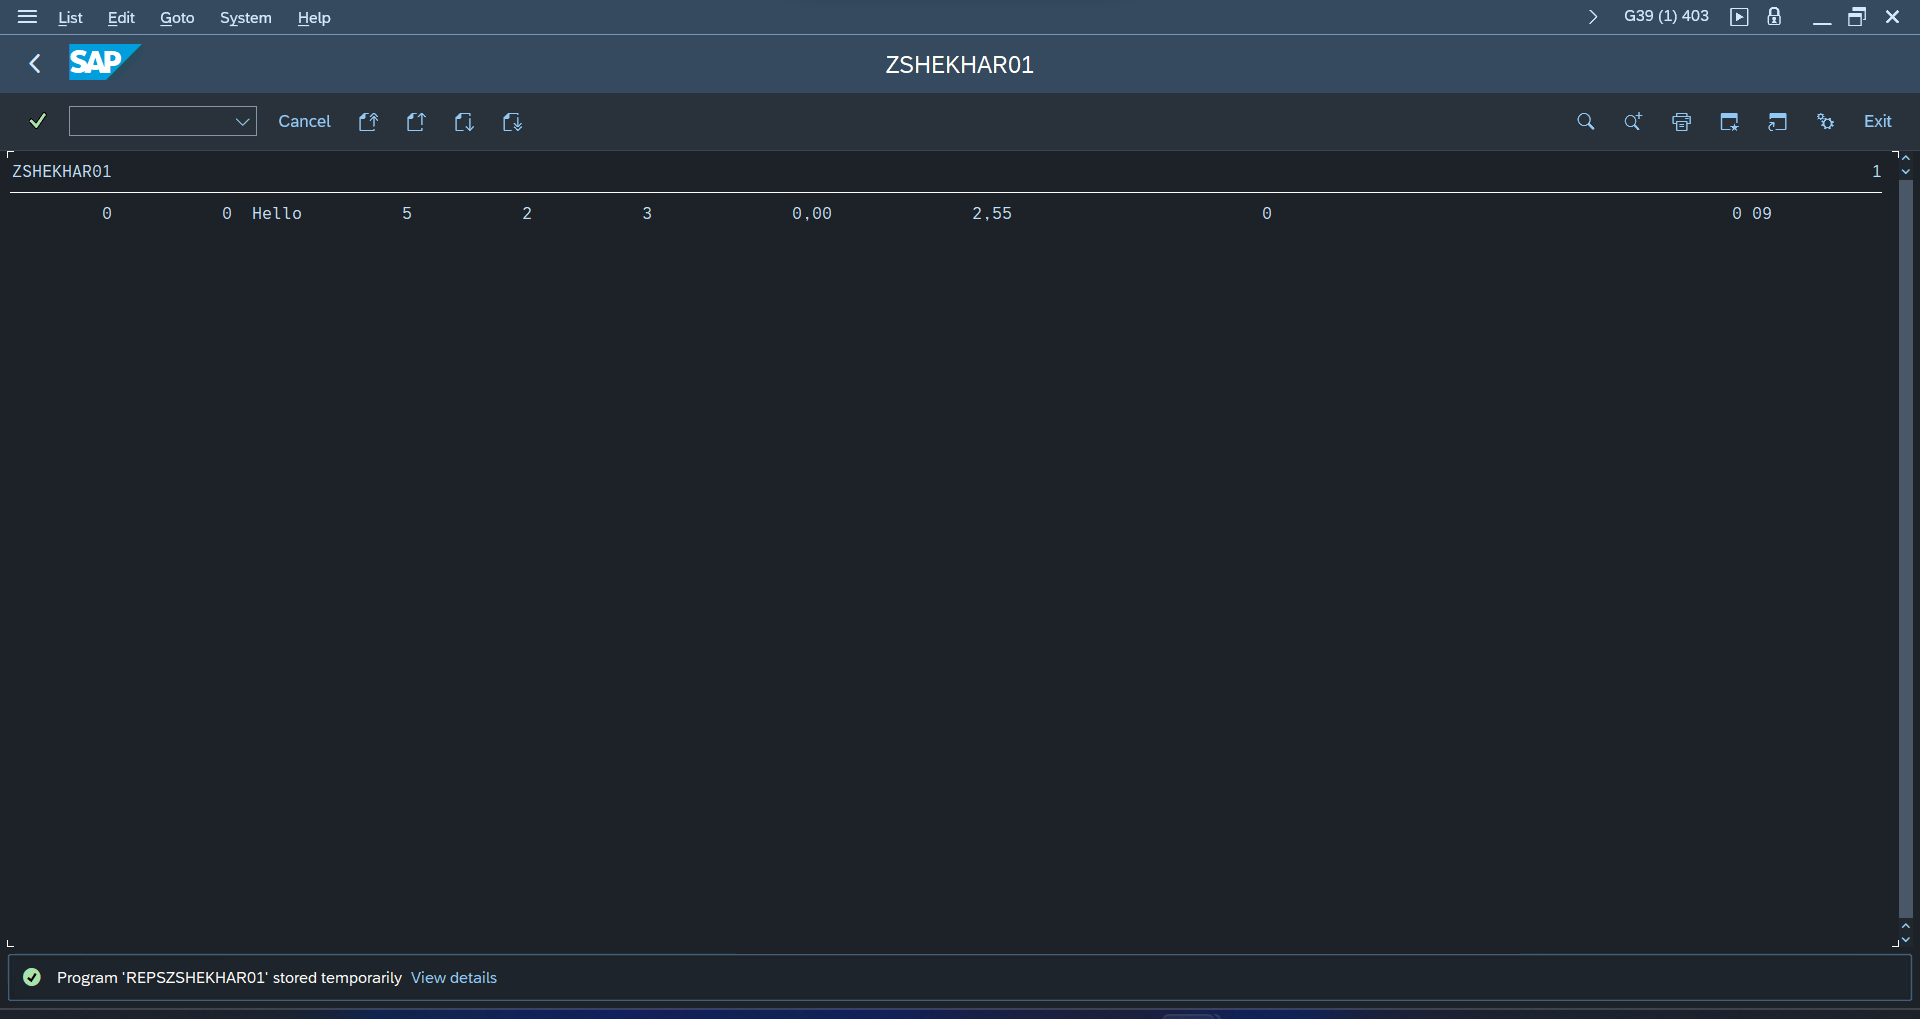 List Edit Goto System Help G39 (1) 403
SAP ZSHEKHAR01
Cancel Exit
ZSHEKHAR01 1
0 0 Hello 5 2 3 0,00 2,55 0 0 09
Program 'REPSZSHEKHAR01' stored temporarily View details